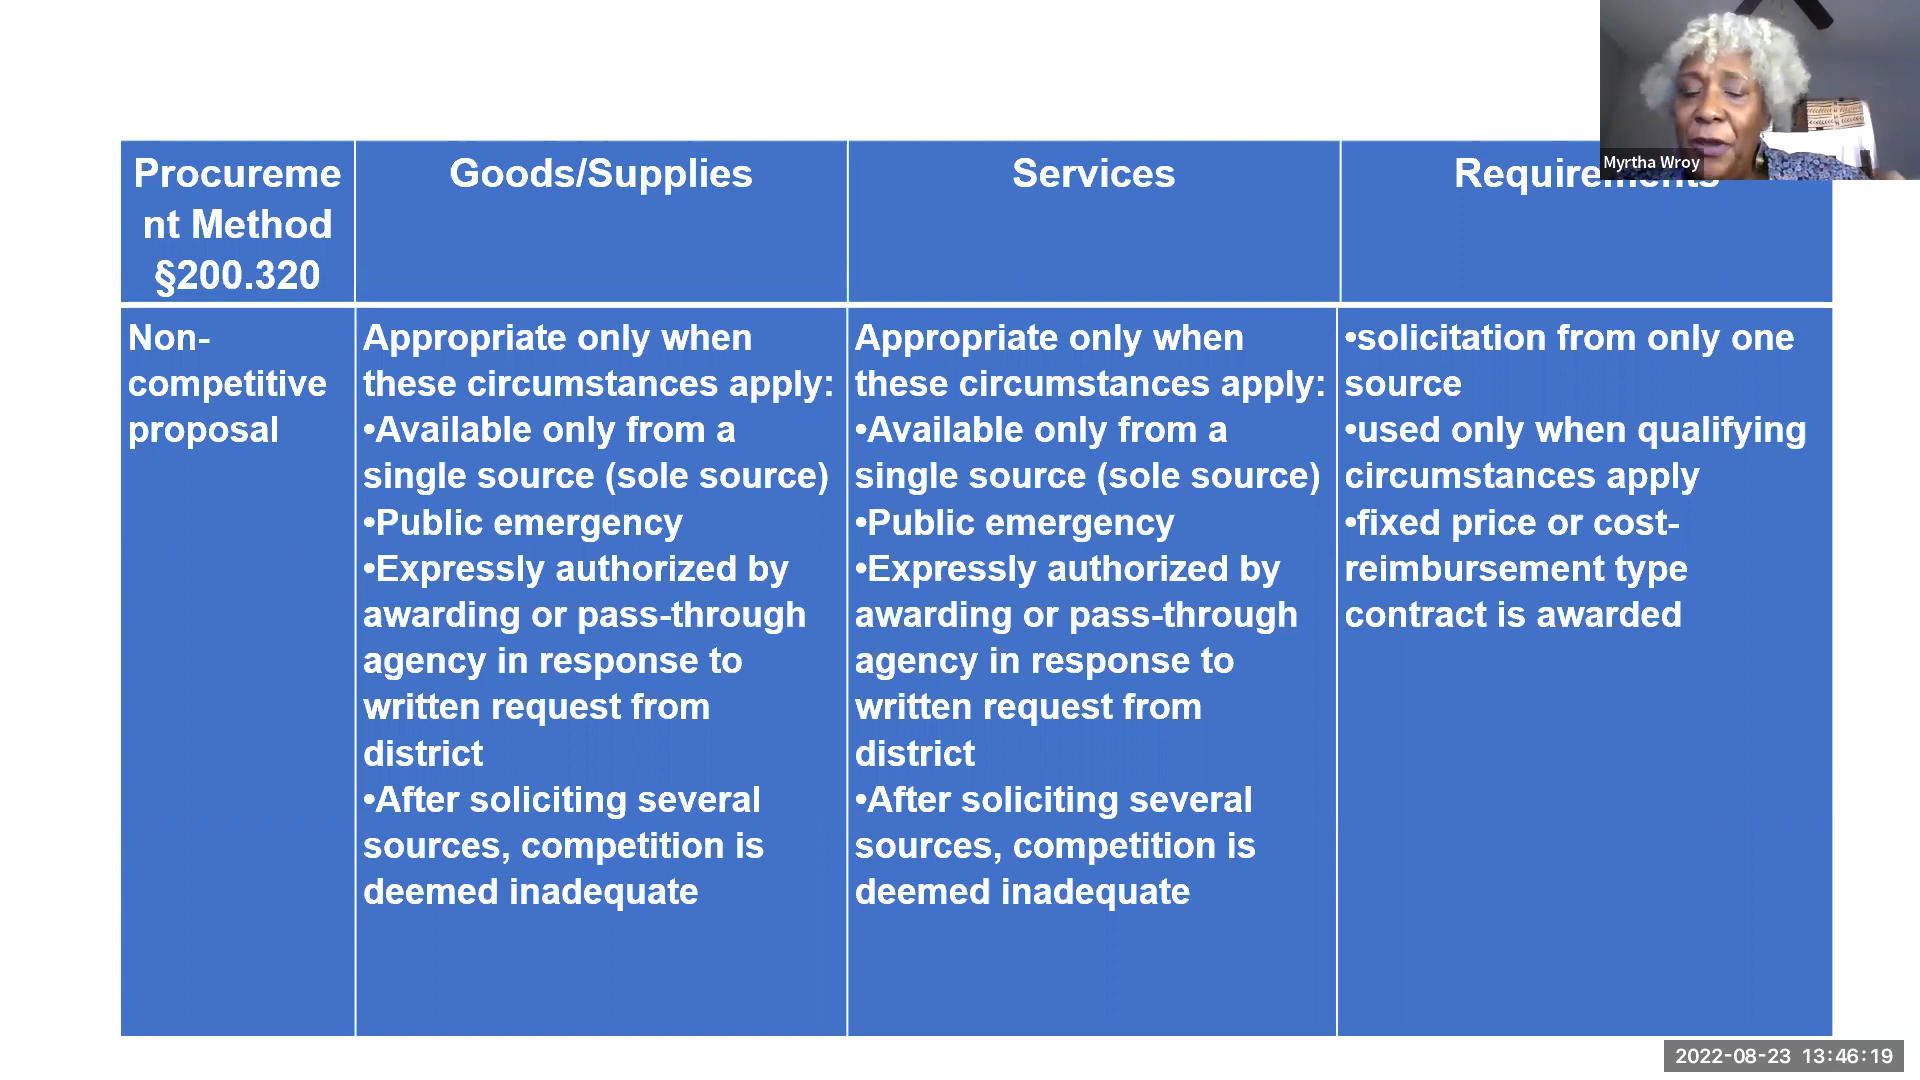 Procureme
nt Method
§200.320
Goods/Supplies
Services
Requirements
Myrtha Wroy
Non-
competitive
proposal
Appropriate only when
these circumstances apply:
•Available only from a
single source (sole source)
•Public emergency
•Expressly authorized by
awarding or pass-through
agency in response to
written request from
district
•After soliciting several
sources, competition is
deemed inadequate
Appropriate only when
these circumstances apply:
•Available only from a
single source (sole source)
•Public emergency
•Expressly authorized by
awarding or pass-through
agency in response to
written request from
district
•After soliciting several
sources, competition is
deemed inadequate
•solicitation from only one
source
•used only when qualifying
circumstances apply
•fixed price or cost-
reimbursement type
contract is awarded
2022-08-23 13:46:19